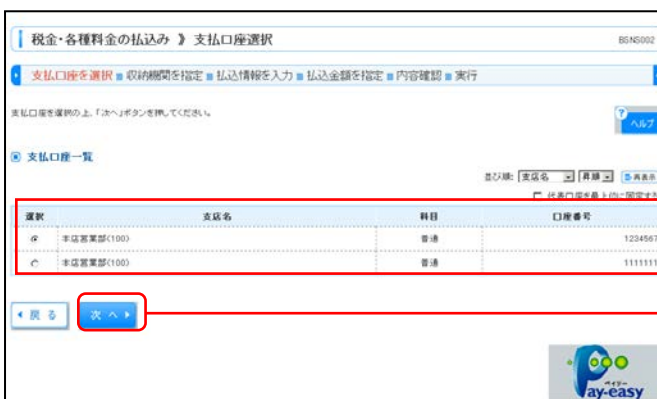 税金・各種料金の払込み 》 支払口座選択
BSNS002
支払口座を選択 ■ 収納機関を指定 ■ 払込情報を入力 ■ 払込金額を指定 ■ 内容確認 ■ 実行
支払口座を選択の上、「次へ」ボタンを押してください。
? ヘルプ
支払口座一覧
並び順: 支店名 昇順 再表示
代表口座を最上位に固定する
選択 支店名 科目 口座番号
本店営業部(100) 普通 1234567
本店営業部(100) 普通 1111111
戻 る 次 へ
ペイジー
Pay-easy